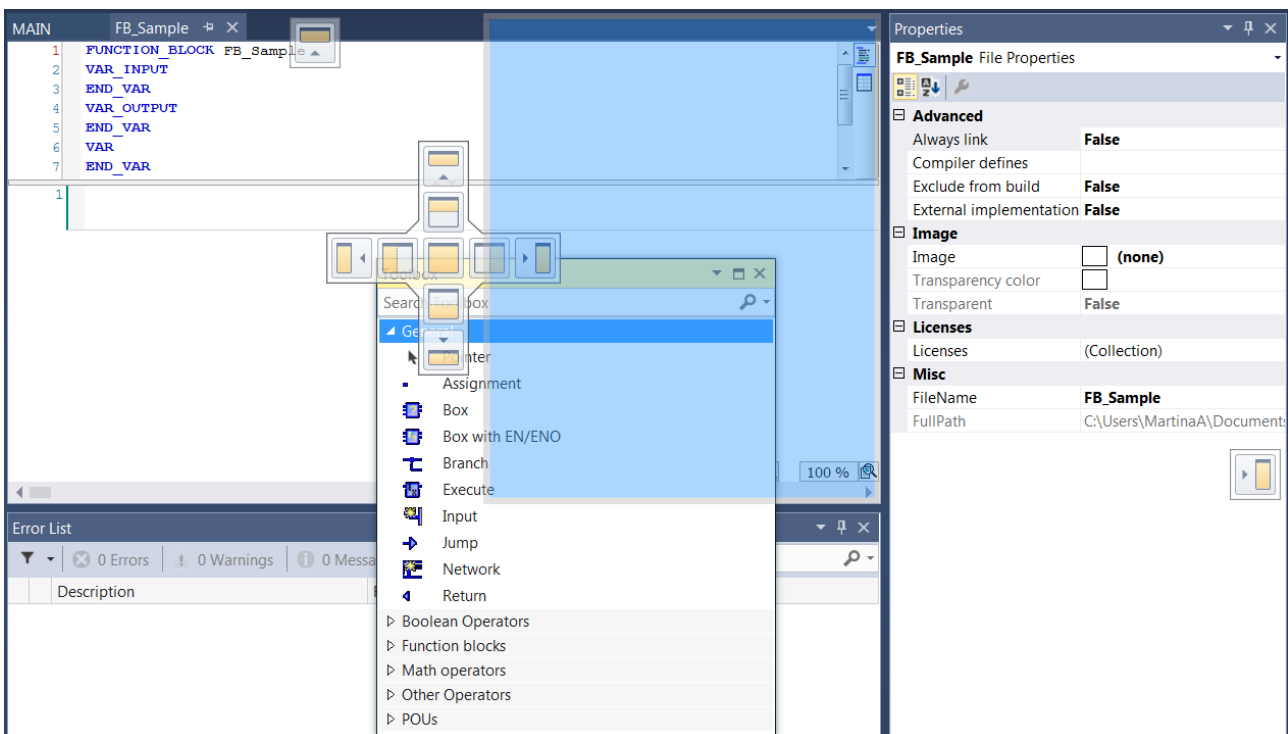 MAIN
FB_Sample
1 FUNCTION_BLOCK FB_Sample
2 VAR_INPUT
3 END_VAR
4 VAR_OUTPUT
5 END_VAR
6 VAR
7 END_VAR
1
100 %
Toolbox
Search Toolbox
General
Pointer
Assignment
Box
Box with EN/ENO
Branch
Execute
Input
Jump
Network
Return
Boolean Operators
Function blocks
Math operators
Other Operators
POUs
Error List
0 Errors
0 Warnings
0 Messa
Description
Properties
FB_Sample File Properties
Advanced
Always link False
Compiler defines
Exclude from build False
External implementation False
Image
Image (none)
Transparency color
Transparent False
Licenses
Licenses (Collection)
Misc
FileName FB_Sample
FullPath C:\Users\MartinaA\Documents